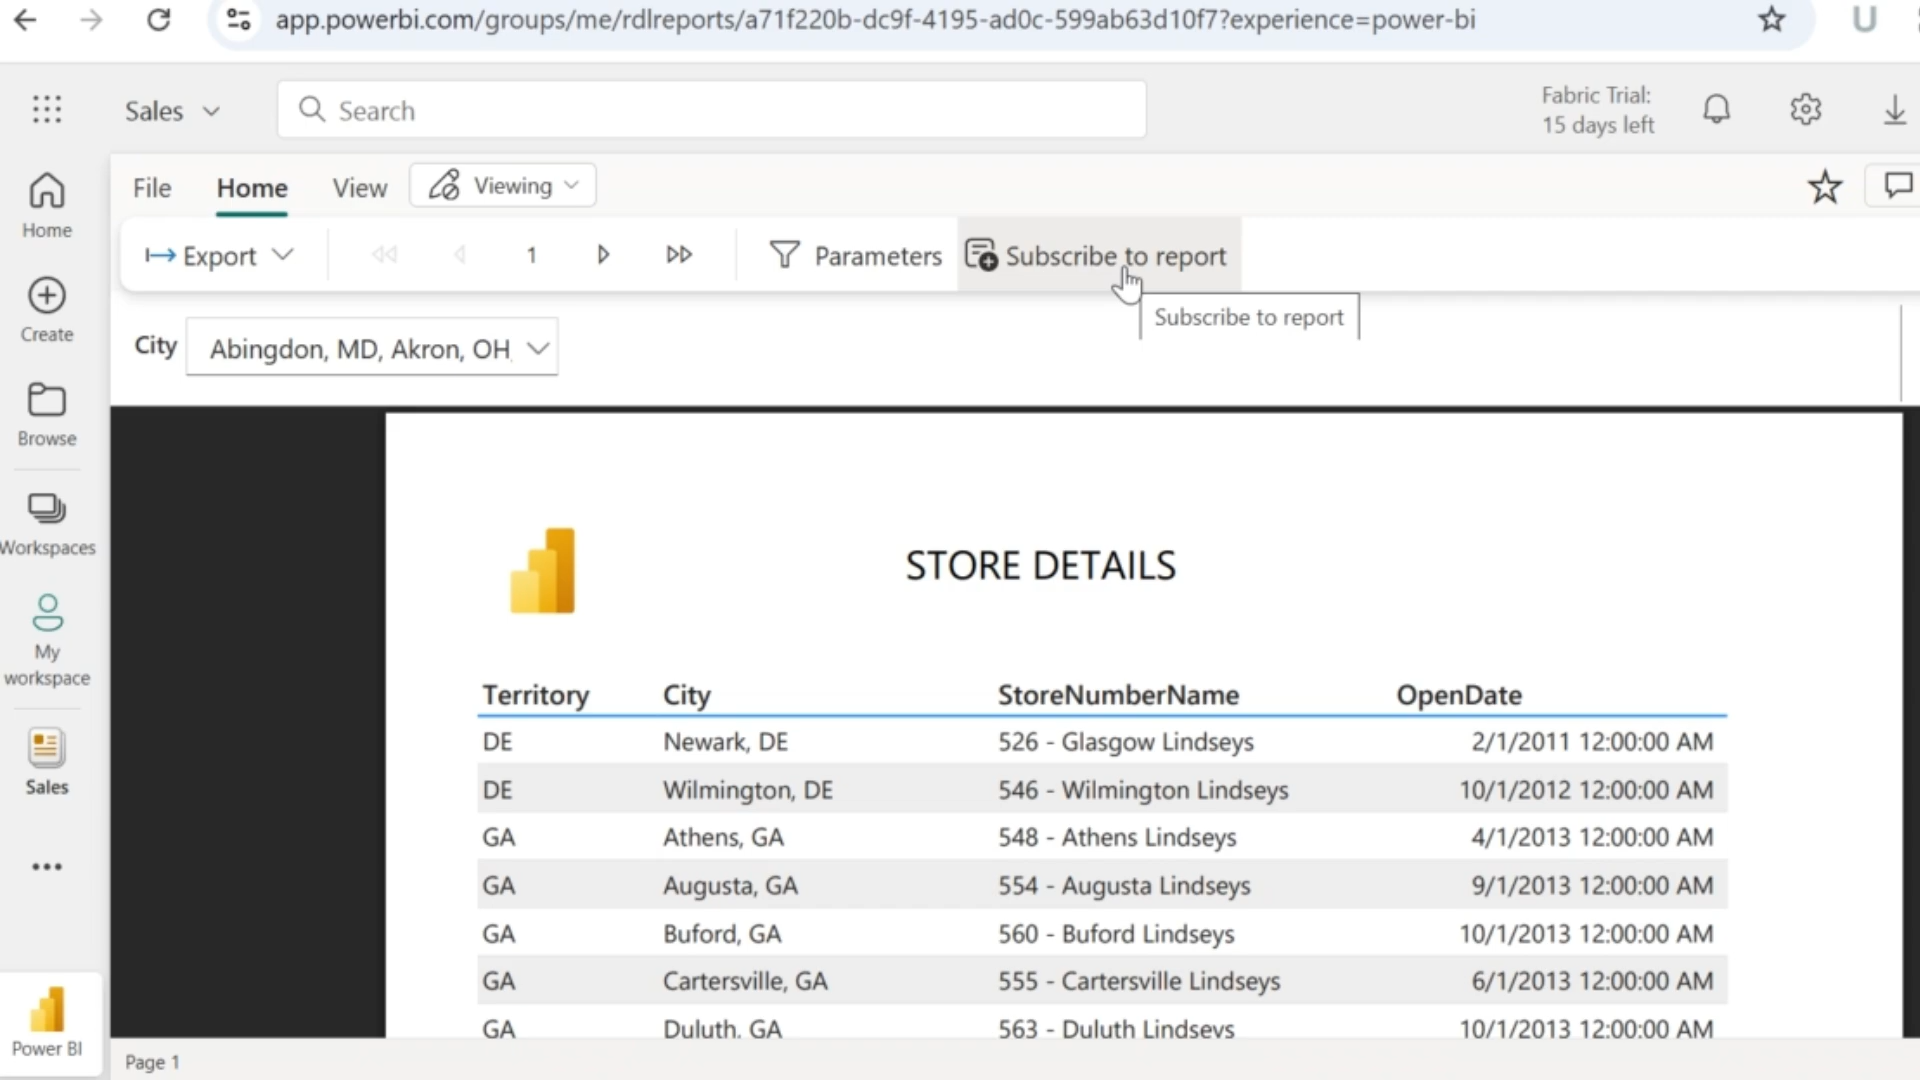 app.powerbi.com/groups/me/rdlreports/a71f220b-dc9f-4195-ad0c-599ab63d10f7?experience=power-bi
U
Sales
Search
Fabric Trial:
15 days left
File Home View Viewing
Export 1 Parameters Subscribe to report
Subscribe to report
City Abingdon, MD, Akron, OH,
Home
Create
Browse
Workspaces
My
workspace
Sales
Power BI
STORE DETAILS
Territory City StoreNumberName OpenDate
DE Newark, DE 526 - Glasgow Lindseys 2/1/2011 12:00:00 AM
DE Wilmington, DE 546 - Wilmington Lindseys 10/1/2012 12:00:00 AM
GA Athens, GA 548 - Athens Lindseys 4/1/2013 12:00:00 AM
GA Augusta, GA 554 - Augusta Lindseys 9/1/2013 12:00:00 AM
GA Buford, GA 560 - Buford Lindseys 10/1/2013 12:00:00 AM
GA Cartersville, GA 555 - Cartersville Lindseys 6/1/2013 12:00:00 AM
GA Duluth, GA 563 - Duluth Lindseys 10/1/2013 12:00:00 AM
Page 1